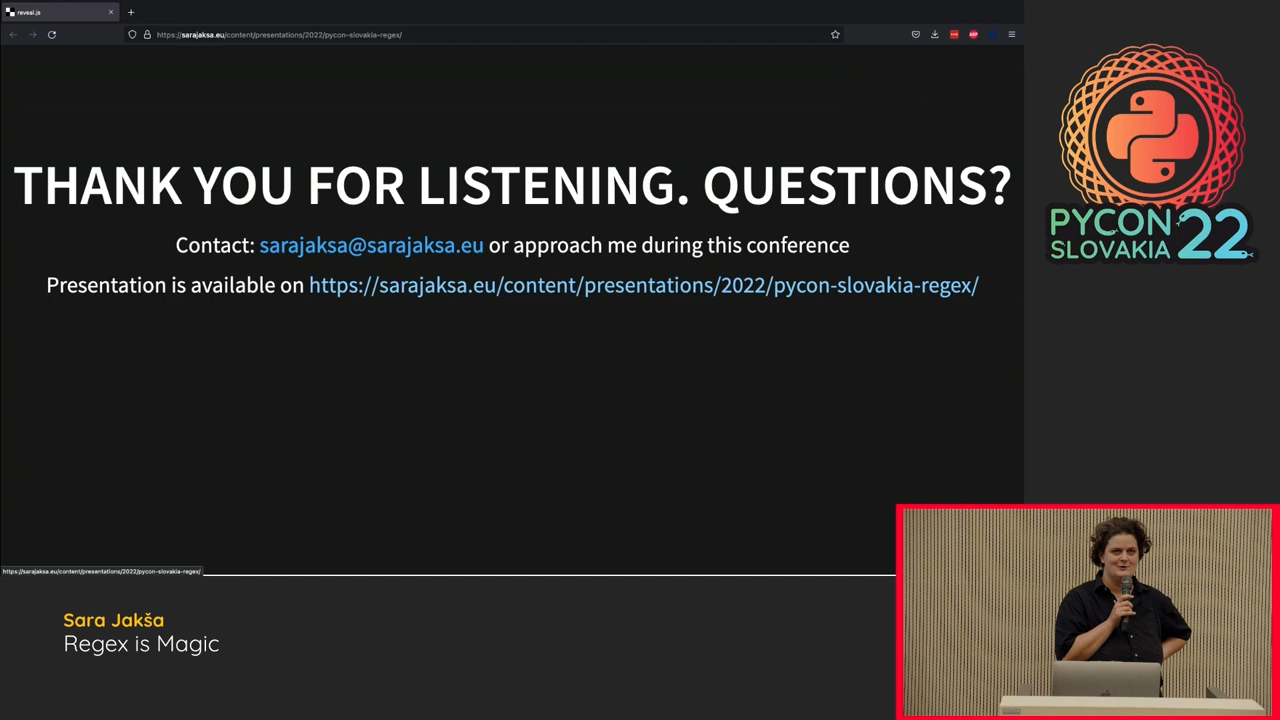 reveal.js
https://sarajaksa.eu/content/presentations/2022/pycon-slovakia-regex/
THANK YOU FOR LISTENING. QUESTIONS?
Contact: sarajaksa@sarajaksa.eu or approach me during this conference
Presentation is available on https://sarajaksa.eu/content/presentations/2022/pycon-slovakia-regex/
https://sarajaksa.eu/content/presentations/2022/pycon-slovakia-regex/
PYCON
SLOVAKIA 22
Sara Jakša
Regex is Magic